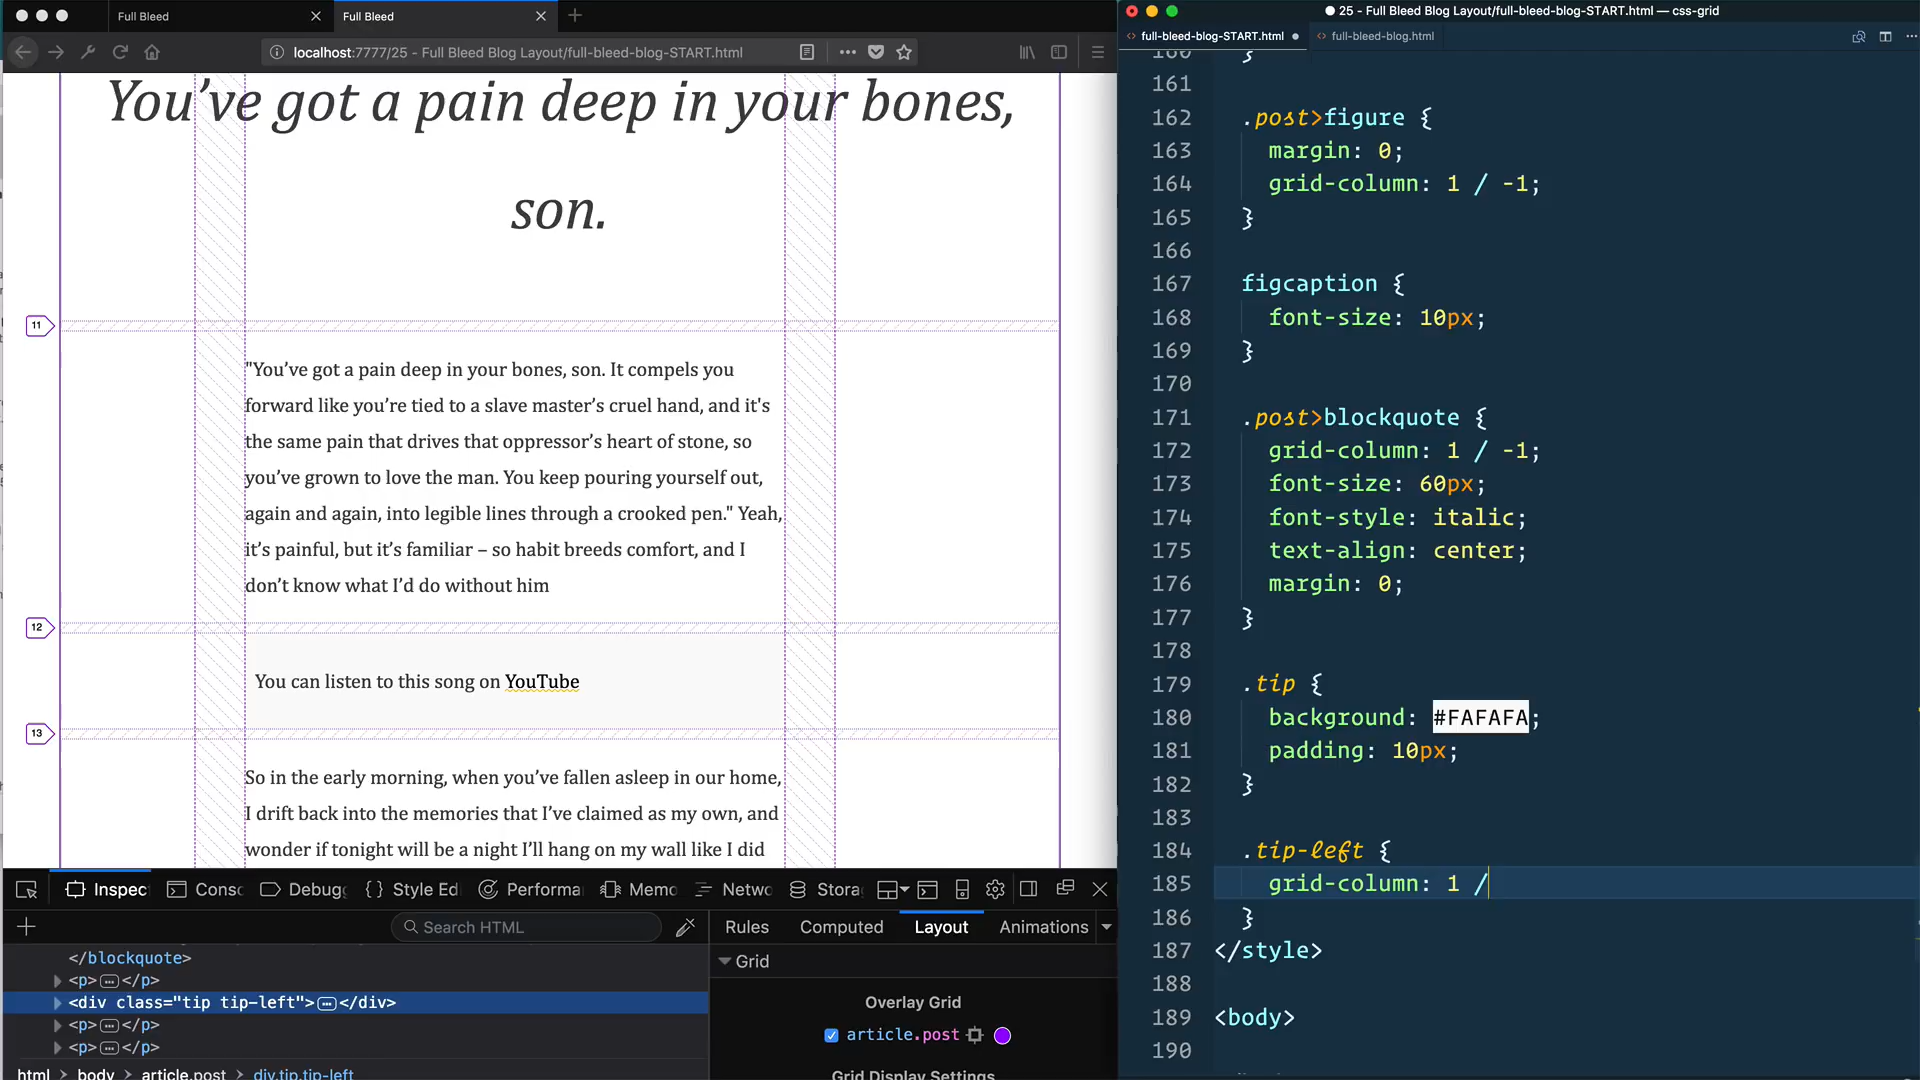 Full Bleed
Full Bleed
localhost:7777/25 - Full Bleed Blog Layout/full-bleed-blog-START.html
You’ve got a pain deep in your bones,
son.
11
"You’ve got a pain deep in your bones, son. It compels you
forward like you’re tied to a slave master’s cruel hand, and it's
the same pain that drives that oppressor’s heart of stone, so
you’ve grown to love the man. You keep pouring yourself out,
again and again, into legible lines through a crooked pen." Yeah,
it’s painful, but it’s familiar – so habit breeds comfort, and I
don’t know what I’d do without him
12
You can listen to this song on YouTube
13
So in the early morning, when you’ve fallen asleep in our home,
I drift back into the memories that I’ve claimed as my own, and
wonder if tonight will be a night I’ll hang on my wall like I did
Inspec Consc Debug { } Style Edi Performa Memo Netwo Stora
+ Search HTML
Rules Computed Layout Animations
</blockquote>
<p></p>
<div class="tip tip-left"></div>
<p></p>
<p></p>
html > body > article.post > div.tip.tip-left
Grid
Overlay Grid
article.post
Grid Display Settings
25 - Full Bleed Blog Layout/full-bleed-blog-START.html — css-grid
<> full-bleed-blog-START.html <> full-bleed-blog.html
160 }
161
162 .post>figure {
163 margin: 0;
164 grid-column: 1 / -1;
165 }
166
167 figcaption {
168 font-size: 10px;
169 }
170
171 .post>blockquote {
172 grid-column: 1 / -1;
173 font-size: 60px;
174 font-style: italic;
175 text-align: center;
176 margin: 0;
177 }
178
179 .tip {
180 background: #FAFAFA;
181 padding: 10px;
182 }
183
184 .tip-left {
185 grid-column: 1 /
186 }
187 </style>
188
189 <body>
190